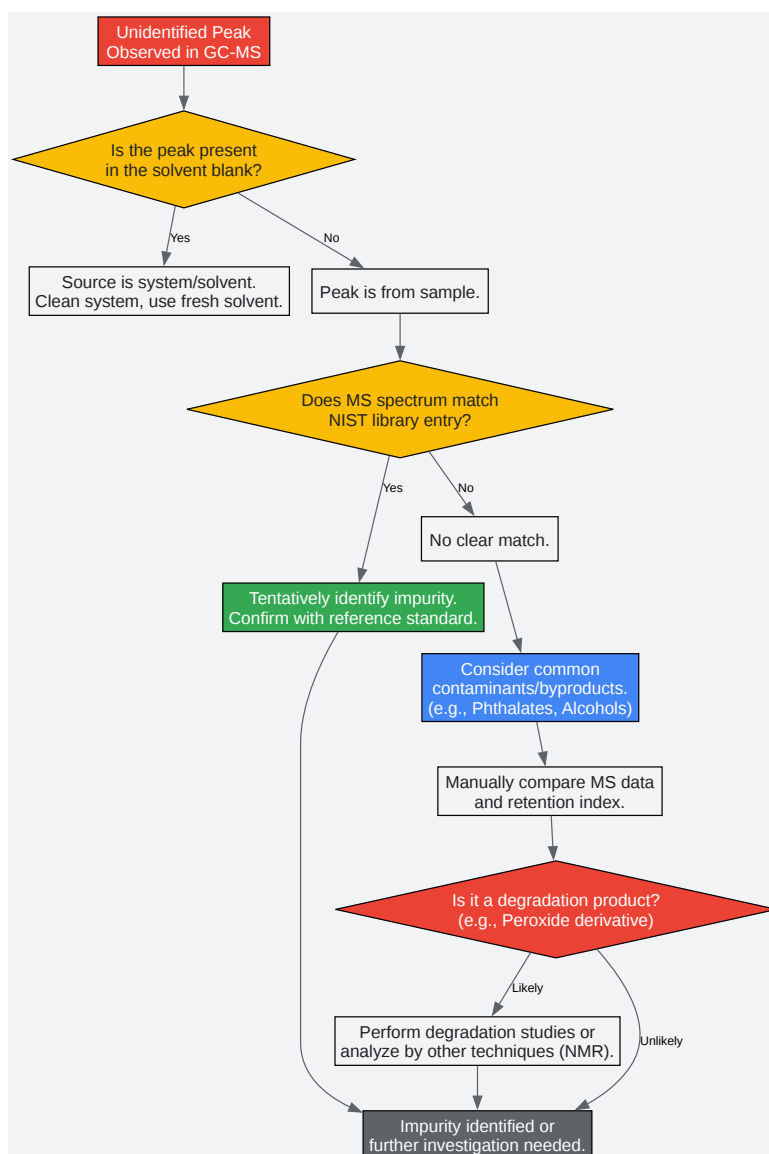 Unidentified Peak
Observed in GC-MS
Is the peak present
in the solvent blank?
Yes
No
Source is system/solvent.
Clean system, use fresh solvent.
Peak is from sample.
Does MS spectrum match
NIST library entry?
Yes
No
No clear match.
Tentatively identify impurity.
Confirm with reference standard.
Consider common
contaminants/byproducts.
(e.g., Phthalates, Alcohols)
Manually compare MS data
and retention index.
Is it a degradation product?
(e.g., Peroxide derivative)
Likely
Unlikely
Perform degradation studies or
analyze by other techniques (NMR).
Impurity identified or
further investigation needed.